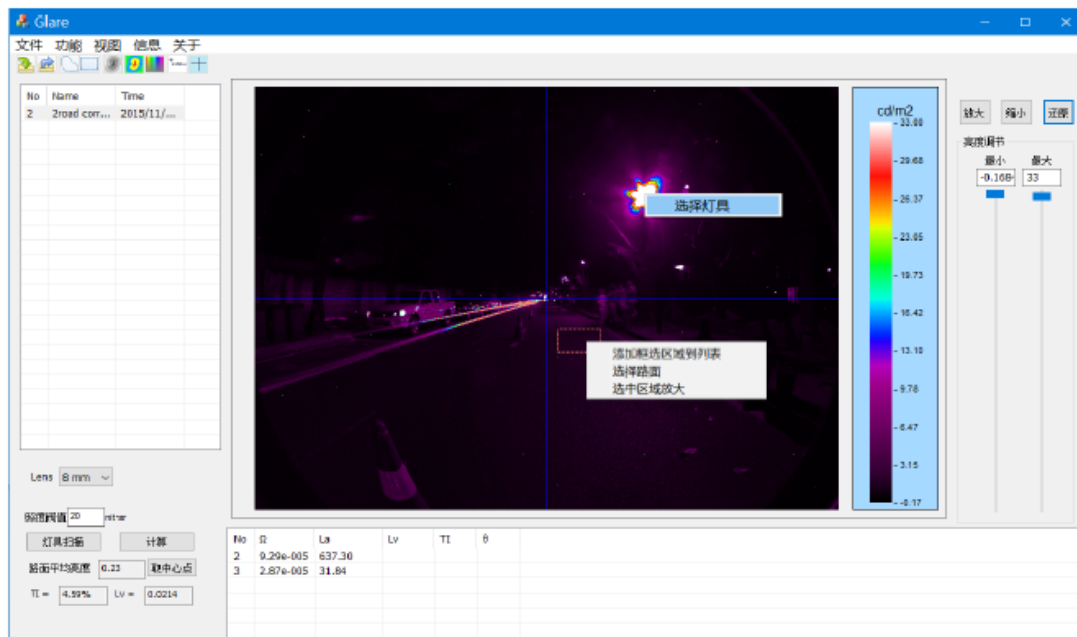 Glare
文件 功能 视图 信息 关于
No Name Time
2 2road corr... 2015/11/...
Lens 8 mm
20
灯具扫描 计算
路面平均亮度 0.23 取中心点
TI = 4.59% Lv = 0.0214
选择灯具
添加框选区域到列表
选择路面
选中区域放大
cd/m2
33.00
29.68
26.37
23.05
19.73
16.42
13.10
9.78
6.47
3.15
-0.17
放大 缩小 还原
亮度调节
最小 最大
-0.168 33
No Ω La Lv TI θ
2 9.29e-005 637.30
3 2.87e-005 31.84